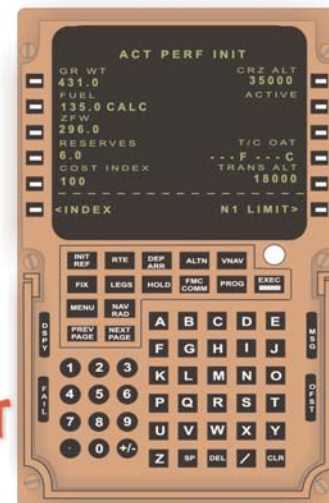 ACT PERF INIT
GR WT CRZ ALT
431.0 35000
FUEL ACTIVE
135.0 CALC
ZFW
296.0
RESERVES T/C OAT
6.0 ---F---C
COST INDEX TRANS ALT
100 18000
<INDEX N1 LIMIT>
INIT REF RTE DEP ARR ALTN VNAV
FIX LEGS HOLD FMC COMM PROG EXEC
MENU NAV RAD
PREV PAGE NEXT PAGE
DSPY
FAIL
MSG
OFST
A B C D E
F G H I J
K L M N O
P Q R S T
U V W X Y
Z SP DEL / CLR
1 2 3
4 5 6
7 8 9
. 0 +/-
T